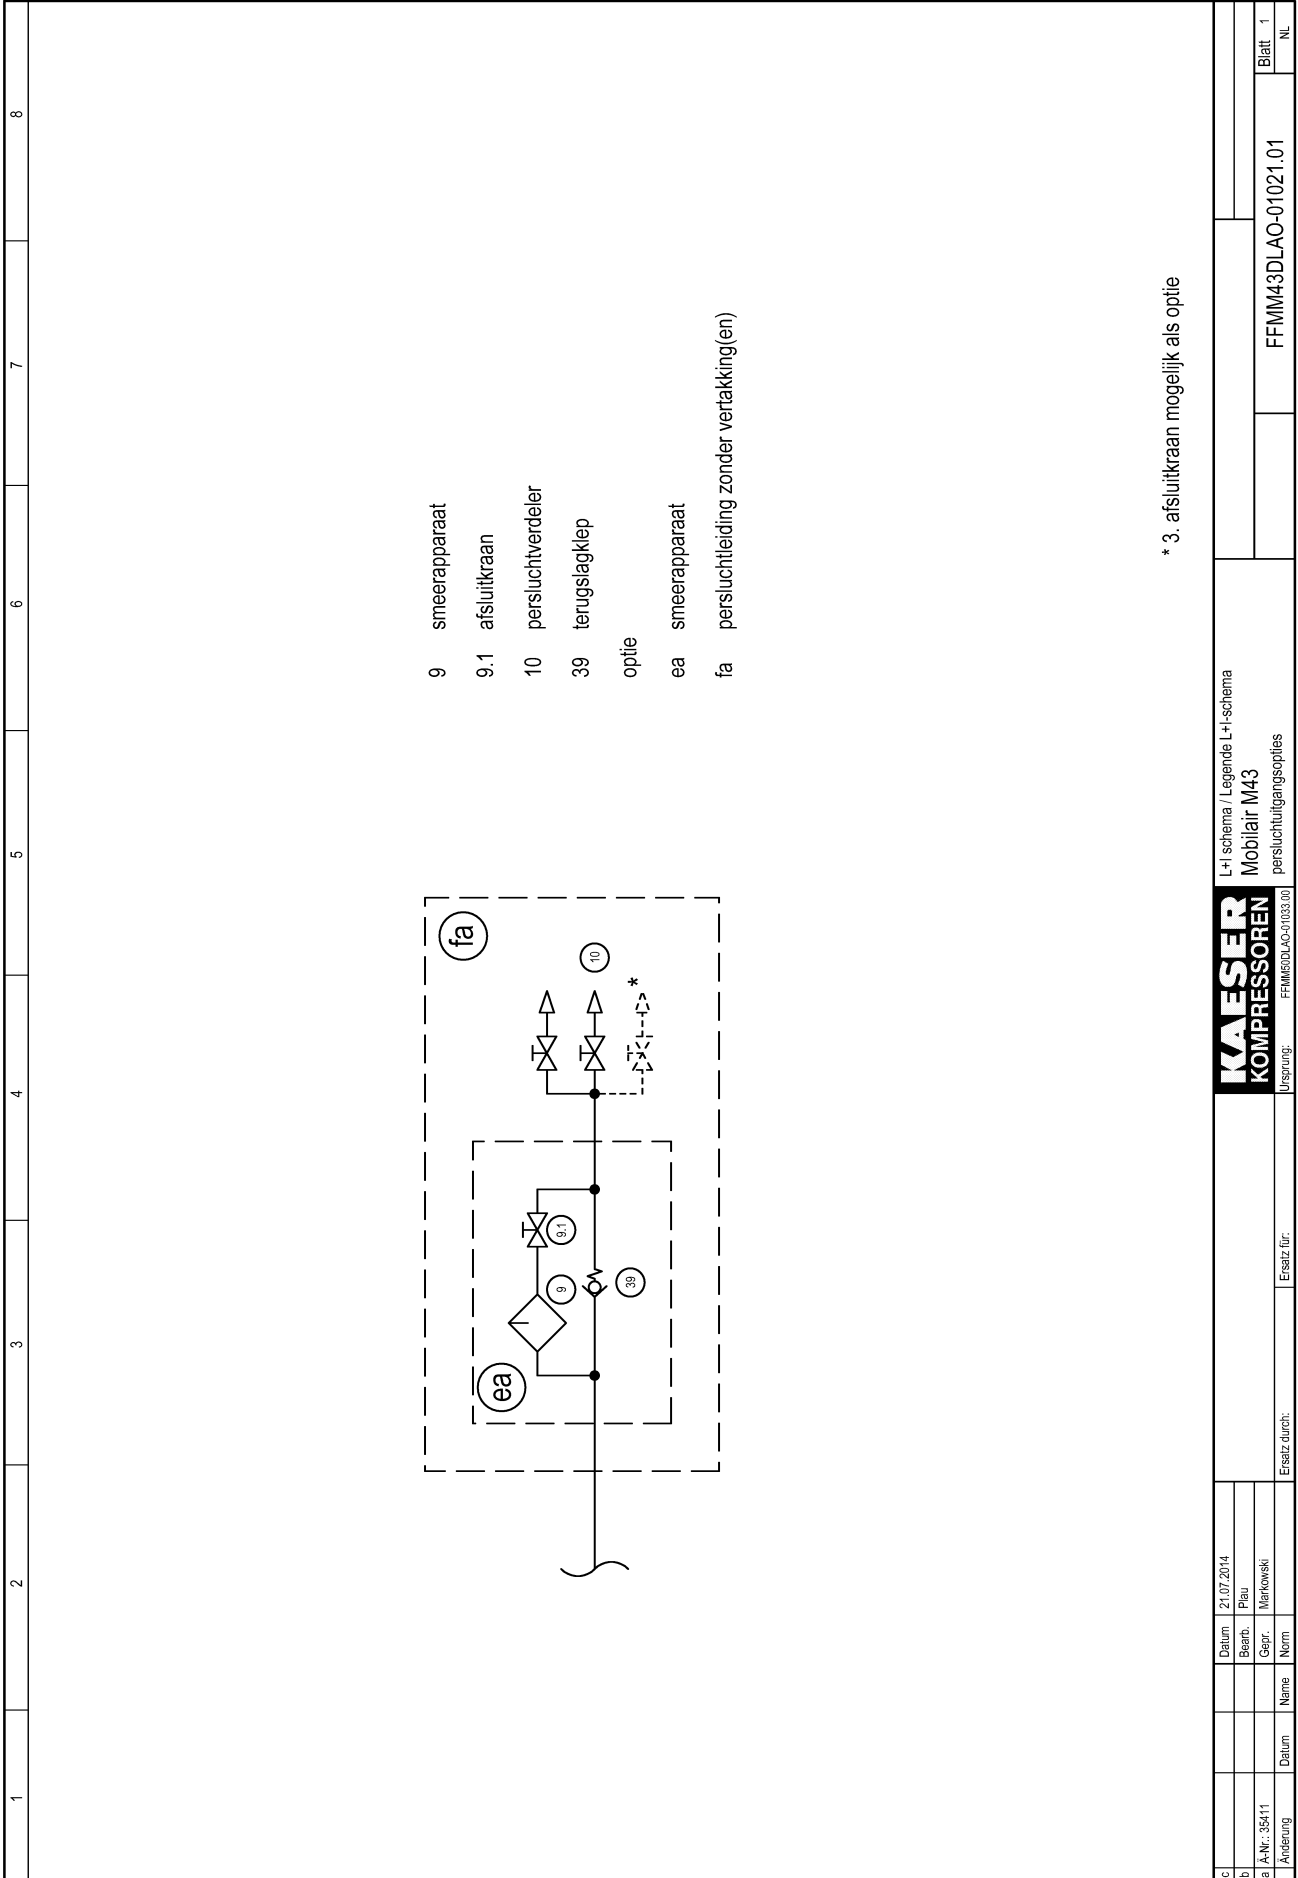 1
2
3
4
5
6
7
8
fa
ea
9
9.1
39
10
*
9 smeerapparaat
9.1 afsluitkraan
10 persluchtverdeler
39 terugslagklep
optie
ea smeerapparaat
fa persluchtleiding zonder vertakking(en)
* 3. afsluitkraan mogelijk als optie
c
b
a Ä-Nr.: 35411
Änderung Datum Name
Datum 21.07.2014
Bearb. Plau
Gepr. Markowski
Norm
Ersatz durch:
Ersatz für:
KAESER
KOMPRESSOREN
Ursprung: FFMM50DLAO-01033.00
L+I schema / Legende L+I-schema
Mobilair M43
persluchtuitgangsopties
FFMM43DLAO-01021.01
Blatt 1
NL